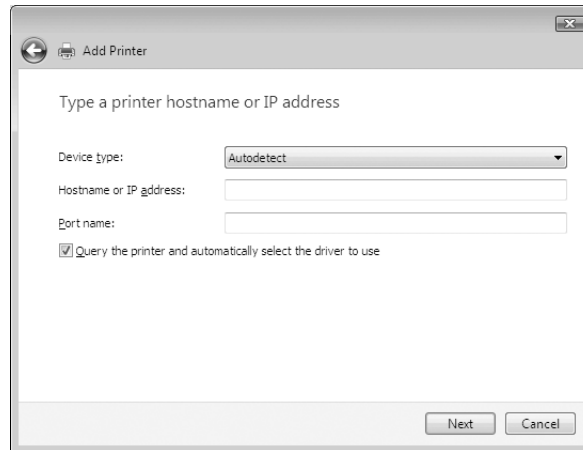 Add Printer
Type a printer hostname or IP address
Device type: Autodetect
Hostname or IP address:
Port name:
Query the printer and automatically select the driver to use
Next Cancel